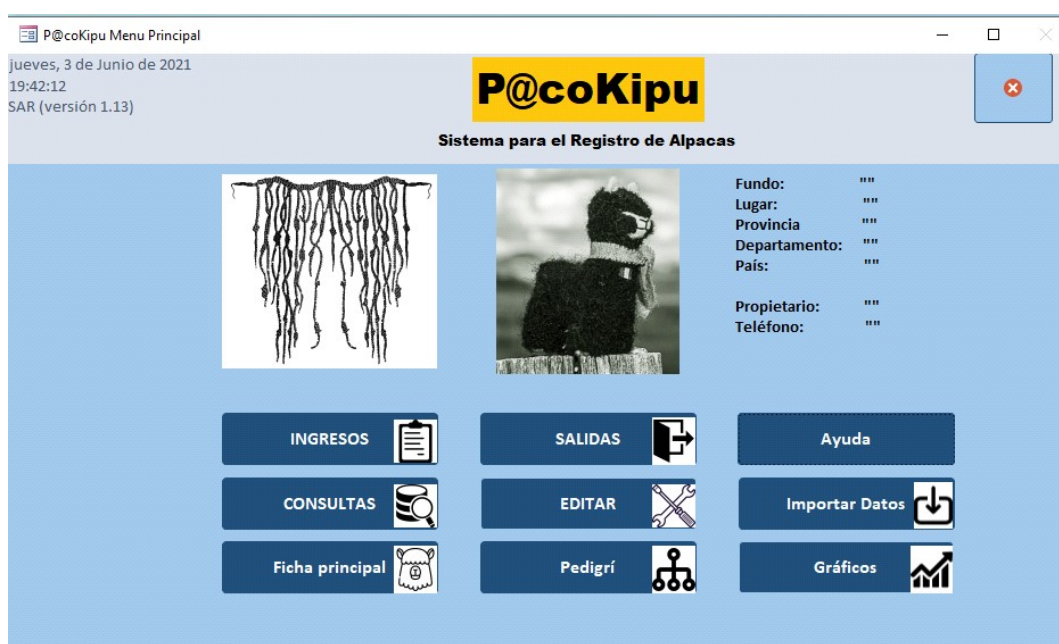 P@coKipu Menu Principal
jueves, 3 de Junio de 2021
19:42:12
SAR (versión 1.13)
P@coKipu
Sistema para el Registro de Alpacas
Fundo: ""
Lugar: ""
Provincia ""
Departamento: ""
País: ""
Propietario: ""
Teléfono: ""
INGRESOS
SALIDAS
Ayuda
CONSULTAS
EDITAR
Importar Datos
Ficha principal
Pedigrí
Gráficos